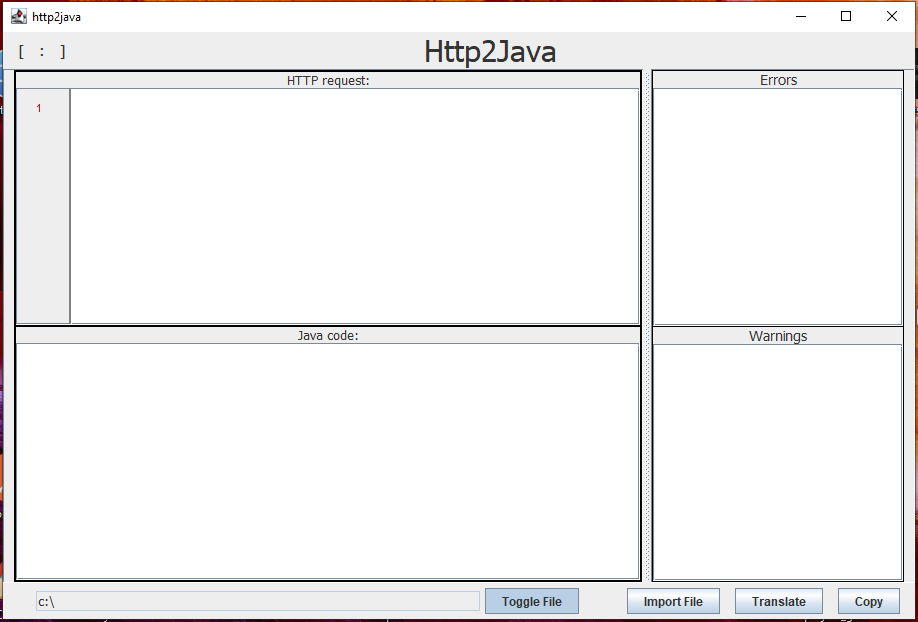 http2java
[ : ]
Http2Java
HTTP request:
Errors
1
Java code:
Warnings
c:\
Toggle File
Import File
Translate
Copy